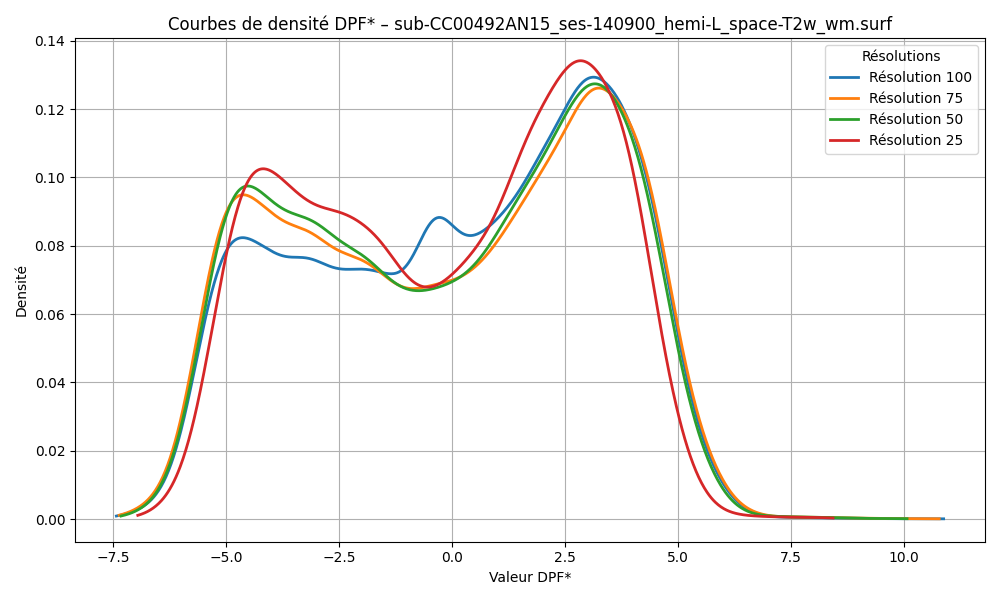 Courbes de densité DPF* – sub-CC00492AN15_ses-140900_hemi-L_space-T2w_wm.surf
0.14
0.12
0.10
0.08
0.06
0.04
0.02
0.00
Densité
Résolutions
Résolution 100
Résolution 75
Résolution 50
Résolution 25
−7.5
−5.0
−2.5
0.0
2.5
5.0
7.5
10.0
Valeur DPF*